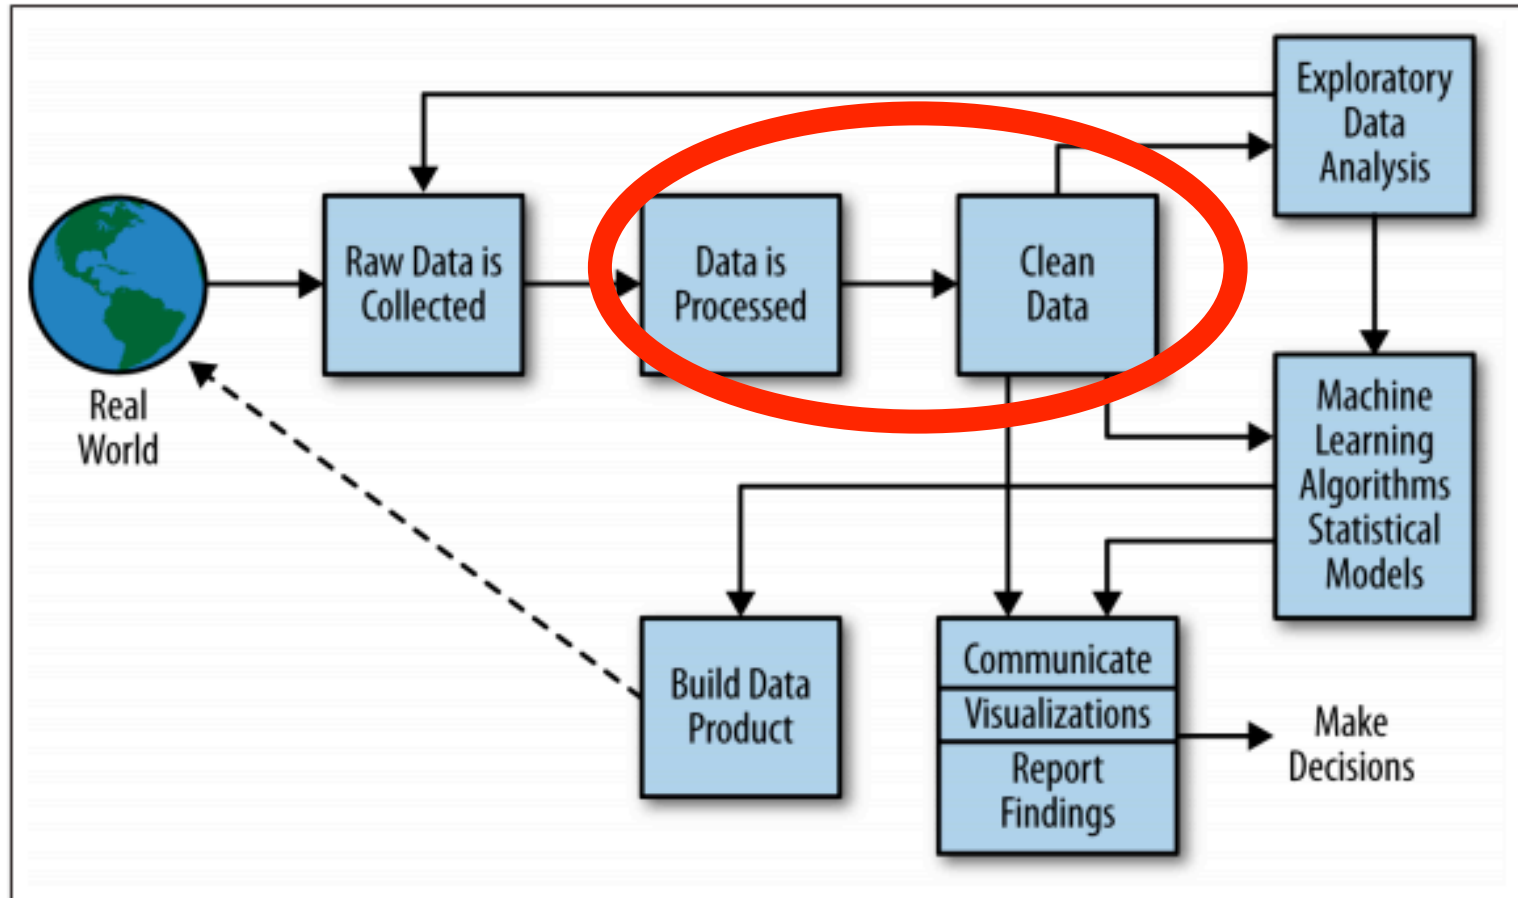 Real
World
Raw Data is
Collected
Data is
Processed
Clean
Data
Exploratory
Data
Analysis
Machine
Learning
Algorithms
Statistical
Models
Build Data
Product
Communicate
Visualizations
Report
Findings
Make
Decisions